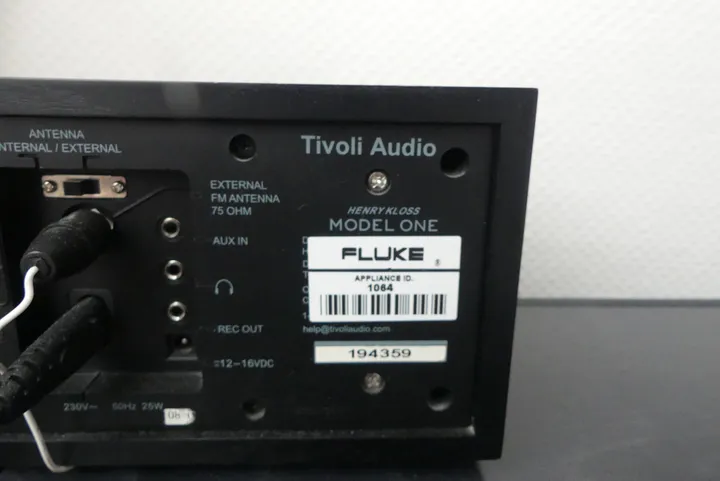 ANTENNA
INTERNAL / EXTERNAL
EXTERNAL
FM ANTENNA
75 OHM
AUX IN
REC OUT
12-16VDC
230V~ 50Hz 25W
Tivoli Audio
HENRY KLOSS
MODEL ONE
FLUKE
®
APPLIANCE ID.
1064
help@tivoliaudio.com
194359